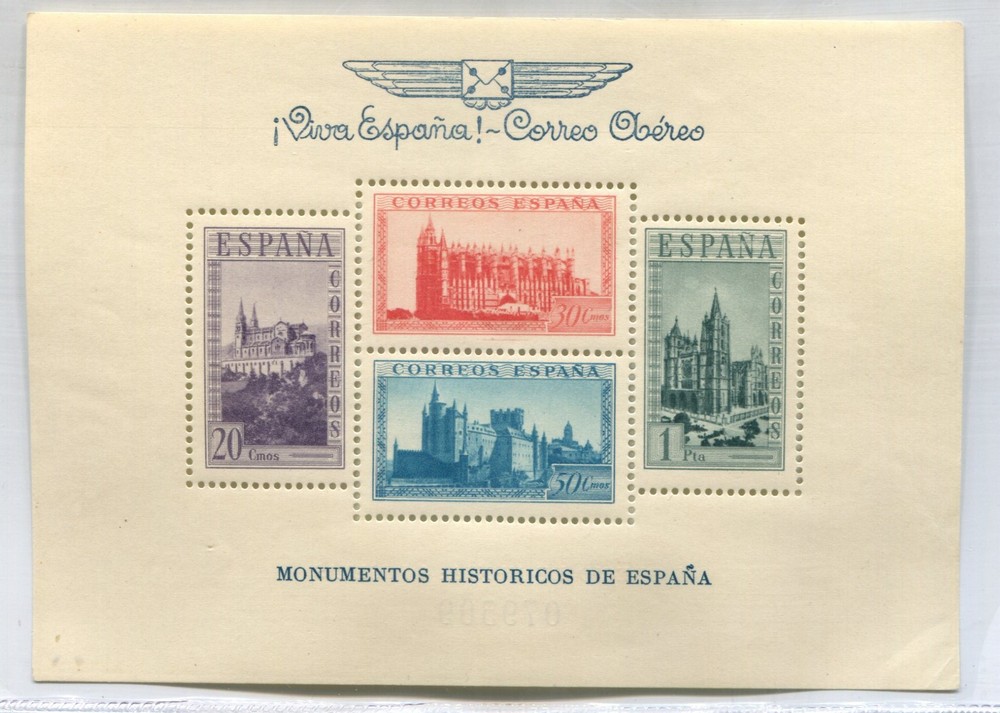 ¡Viva España!~Correo Aéreo
CORREOS ESPAÑA
30 Cmos
ESPAÑA
CORREOS
20 Cmos
CORREOS ESPAÑA
50 Cmos
ESPAÑA
CORREOS
1 Pta
MONUMENTOS HISTORICOS DE ESPAÑA